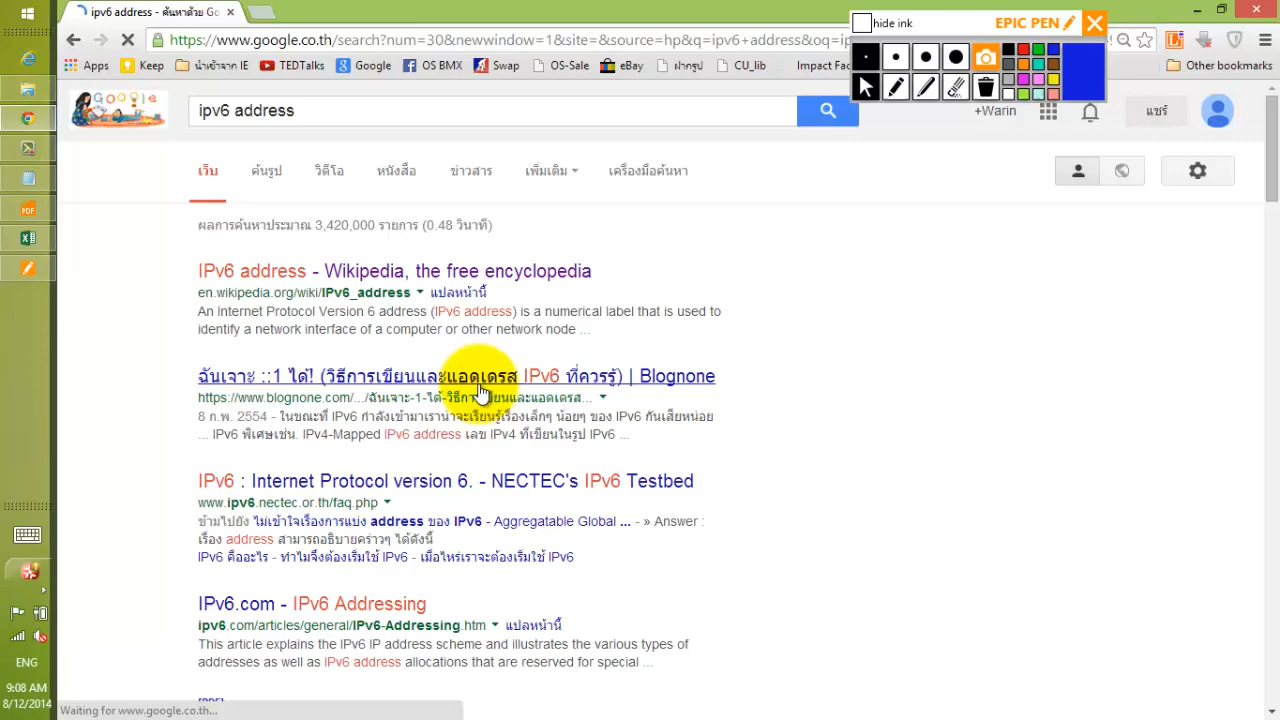 ipv6 address - ค้นหาด้วย Go
hide ink
EPIC PEN
https://www.google.co.th/search?
newwindow=1&site=&source=hp&q=ipv6+address&oq=ip
Apps Keep นำเข้าจาก IE TED Talks Google OS BMX Swap OS-Sale eBay ฝากรูป CU_lib Impact Fac Other bookmarks
Google
ipv6 address
+Warin
แชร์
เว็บ ค้นรูป วิดีโอ หนังสือ ข่าวสาร เพิ่มเติม เครื่องมือค้นหา
ผลการค้นหาประมาณ 3,420,000 รายการ (0.48 วินาที)
IPv6 address - Wikipedia, the free encyclopedia
en.wikipedia.org/wiki/IPv6_address แปลหน้านี้
An Internet Protocol Version 6 address (IPv6 address) is a numerical label that is used to
identify a network interface of a computer or other network node ...
ฉันเจาะ ::1 ได้! (วิธีการเขียนและแอดเดรส IPv6 ที่ควรรู้) | Blognone
https://www.blognone.com/.../ฉันเจาะ-1-ได้-วิธีการเขียนและแอดเดรส...
8 ก.พ. 2554 - ในขณะที่ IPv6 กำลังเข้ามาเราน่าจะเรียนรู้เรื่องเล็กๆ น้อยๆ ของ IPv6 กันเสียหน่อย
... IPv6 พิเศษเช่น. IPv4-Mapped IPv6 address เลข IPv4 ที่เขียนในรูป IPv6 ...
IPv6 : Internet Protocol version 6. - NECTEC's IPv6 Testbed
www.ipv6.nectec.or.th/faq.php
ข้ามไปยัง ไม่เข้าใจเรื่องการแบ่ง address ของ IPv6 - Aggregatable Global ... - » Answer :
เรื่อง address สามารถอธิบายคร่าวๆ ได้ดังนี้
IPv6 คืออะไร - ทำไมจึงต้องเริ่มใช้ IPv6 - เมื่อไหร่เราจะต้องเริ่มใช้ IPv6
IPv6.com - IPv6 Addressing
ipv6.com/articles/general/IPv6-Addressing.htm แปลหน้านี้
This article explains the IPv6 IP address scheme and illustrates the various types of
addresses as well as IPv6 address allocations that are reserved for special ...
ENG
9:08 AM
8/12/2014
Waiting for www.google.co.th...